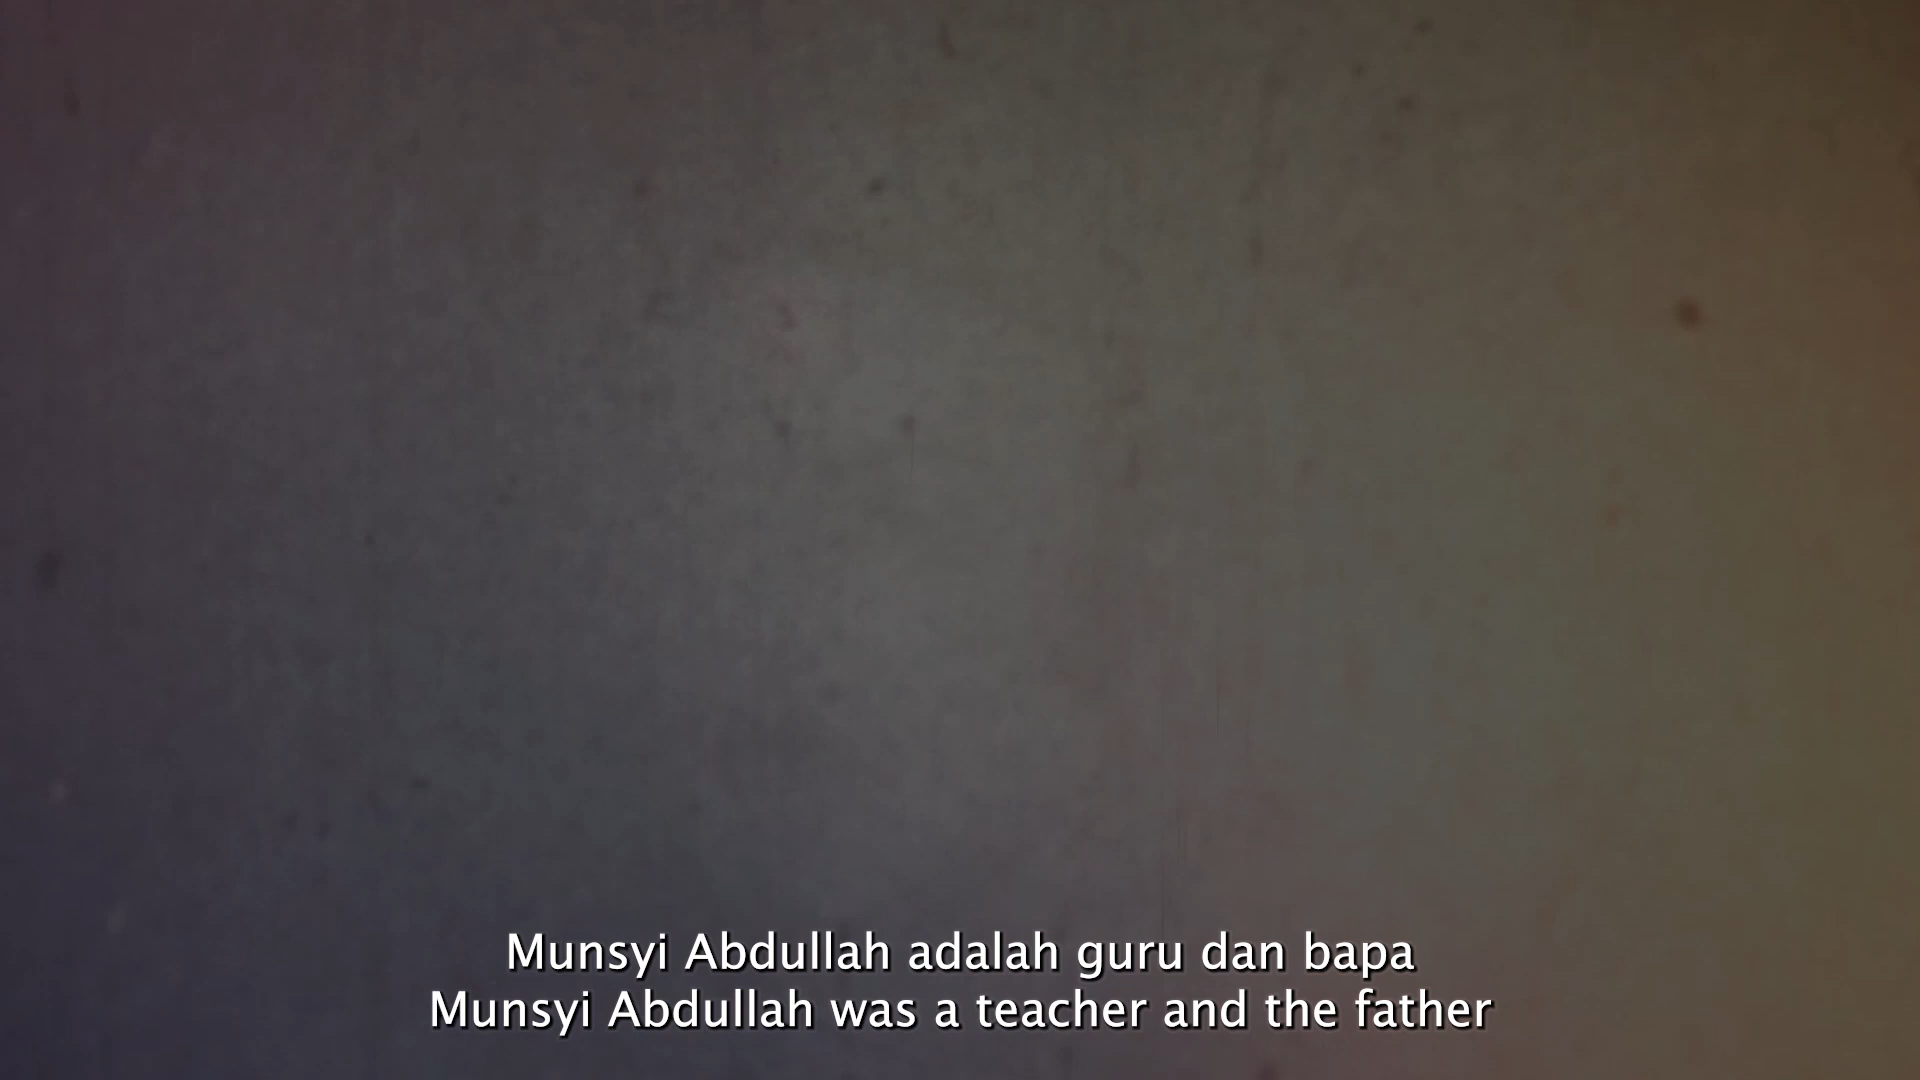 Munsyi Abdullah adalah guru dan bapa
Munsyi Abdullah was a teacher and the father